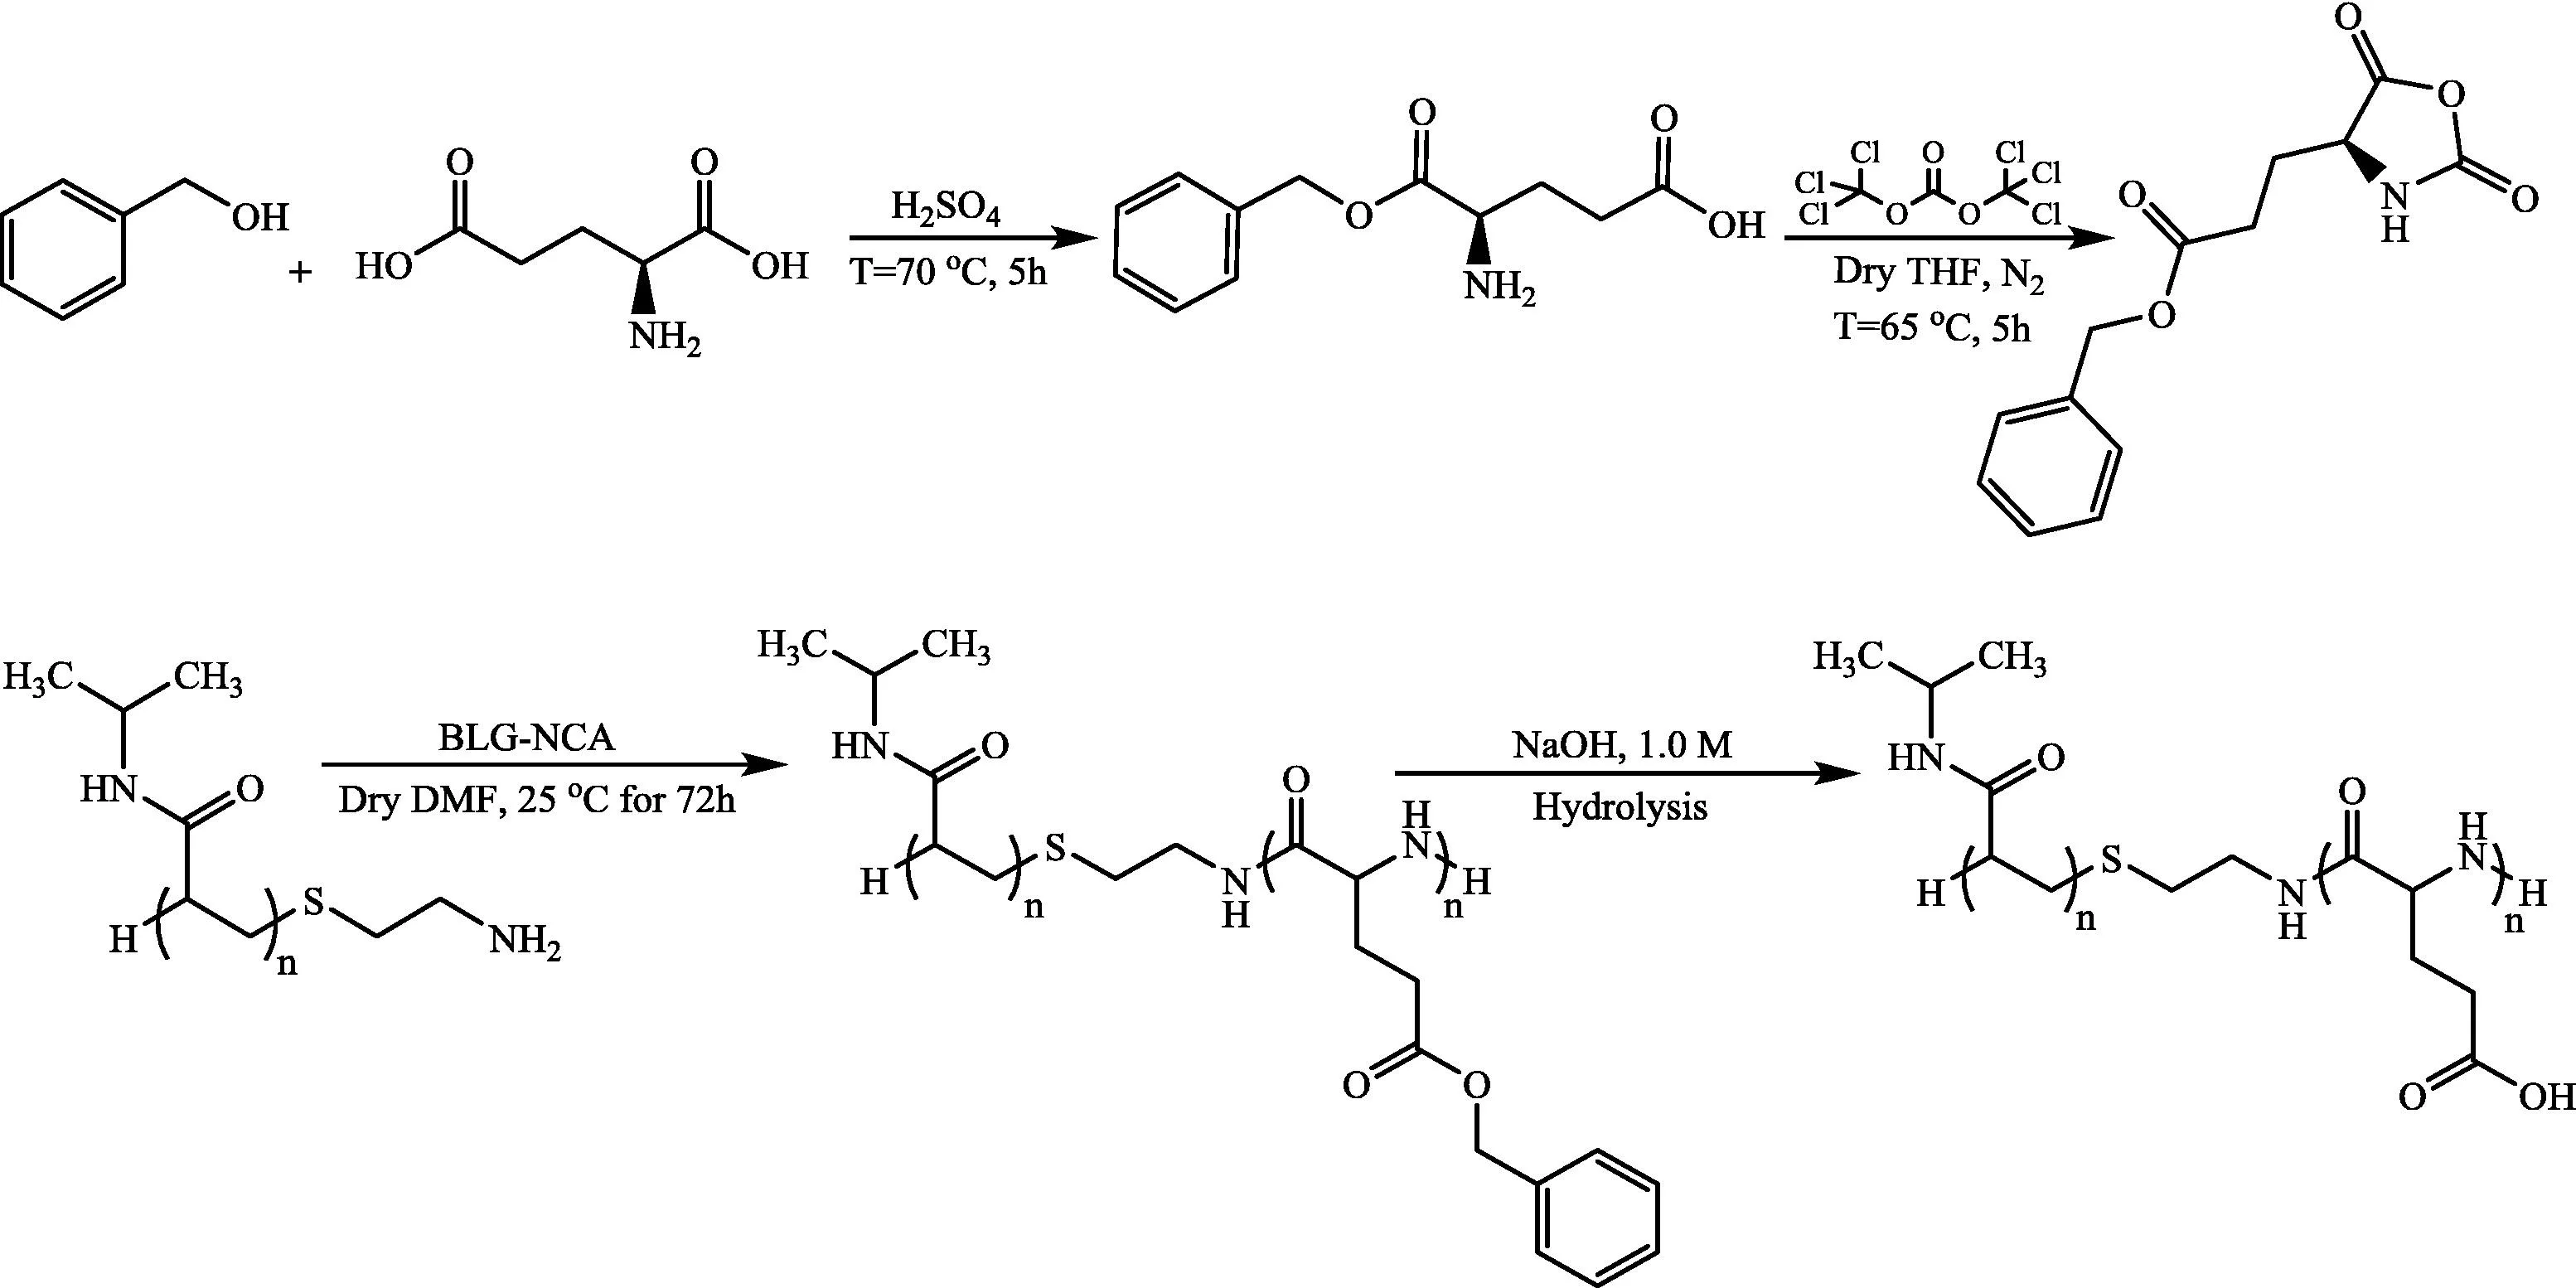 OH
+
HO
O
O
OH
NH2
H2SO4
T=70 °C, 5h
O
O
NH2
O
OH
Cl
Cl
Cl
O
O
O
Cl
Cl
Cl
Dry THF, N2
T=65 °C, 5h
O
O
O
N
H
O
O
H3C
CH3
HN
O
H
n
S
NH2
BLG-NCA
Dry DMF, 25 °C for 72h
H3C
CH3
HN
O
H
n
S
N
H
O
H
N
H
n
O
O
NaOH, 1.0 M
Hydrolysis
H3C
CH3
HN
O
H
n
S
N
H
O
H
N
H
n
O
OH